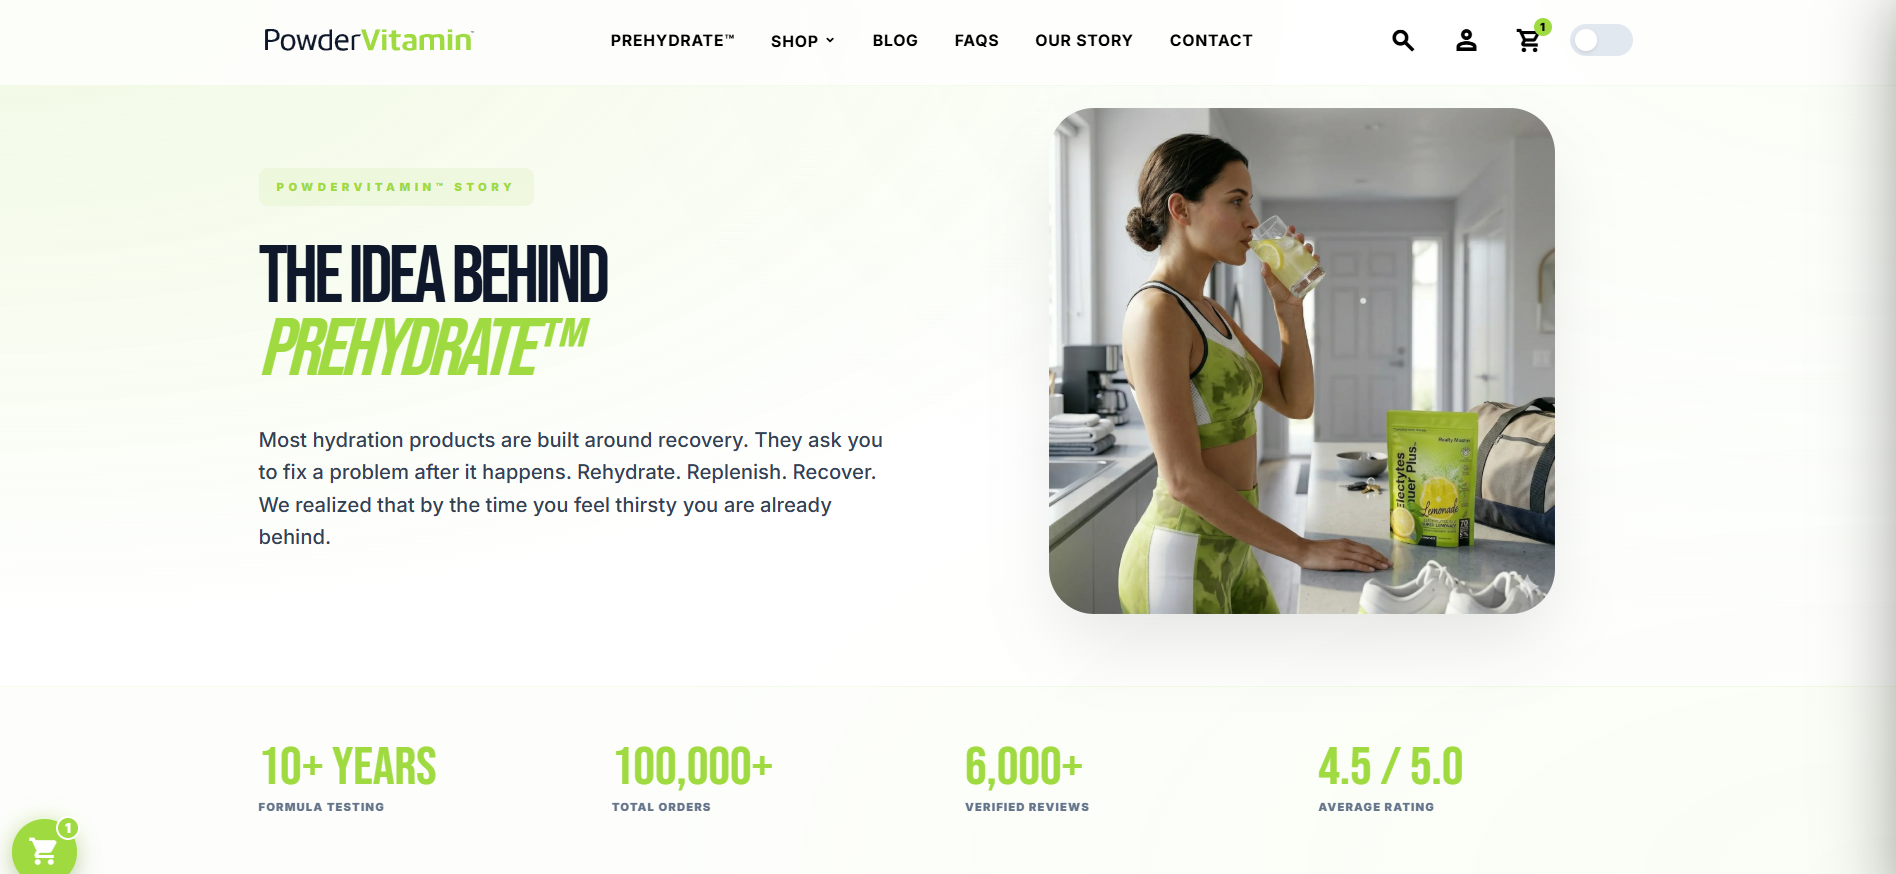 PowderVitamin
PREHYDRATE™ SHOP BLOG FAQS OUR STORY CONTACT
1
POWDERVITAMIN™ STORY
THE IDEA BEHIND
PREHYDRATE™
Most hydration products are built around recovery. They ask you
to fix a problem after it happens. Rehydrate. Replenish. Recover.
We realized that by the time you feel thirsty you are already
behind.
Lemonade
10+ YEARS
FORMULA TESTING
100,000+
TOTAL ORDERS
6,000+
VERIFIED REVIEWS
4.5 / 5.0
AVERAGE RATING
1